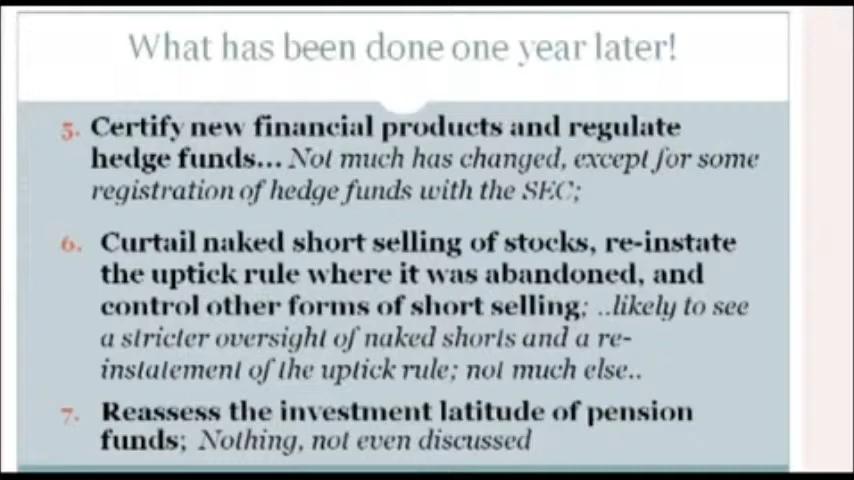 What has been done one year later!
5. Certify new financial products and regulate
hedge funds... Not much has changed, except for some
registration of hedge funds with the SEC;
6. Curtail naked short selling of stocks, re-instate
the uptick rule where it was abandoned, and
control other forms of short selling; ..likely to see
a stricter oversight of naked shorts and a re-
instatement of the uptick rule; not much else..
7. Reassess the investment latitude of pension
funds; Nothing, not even discussed